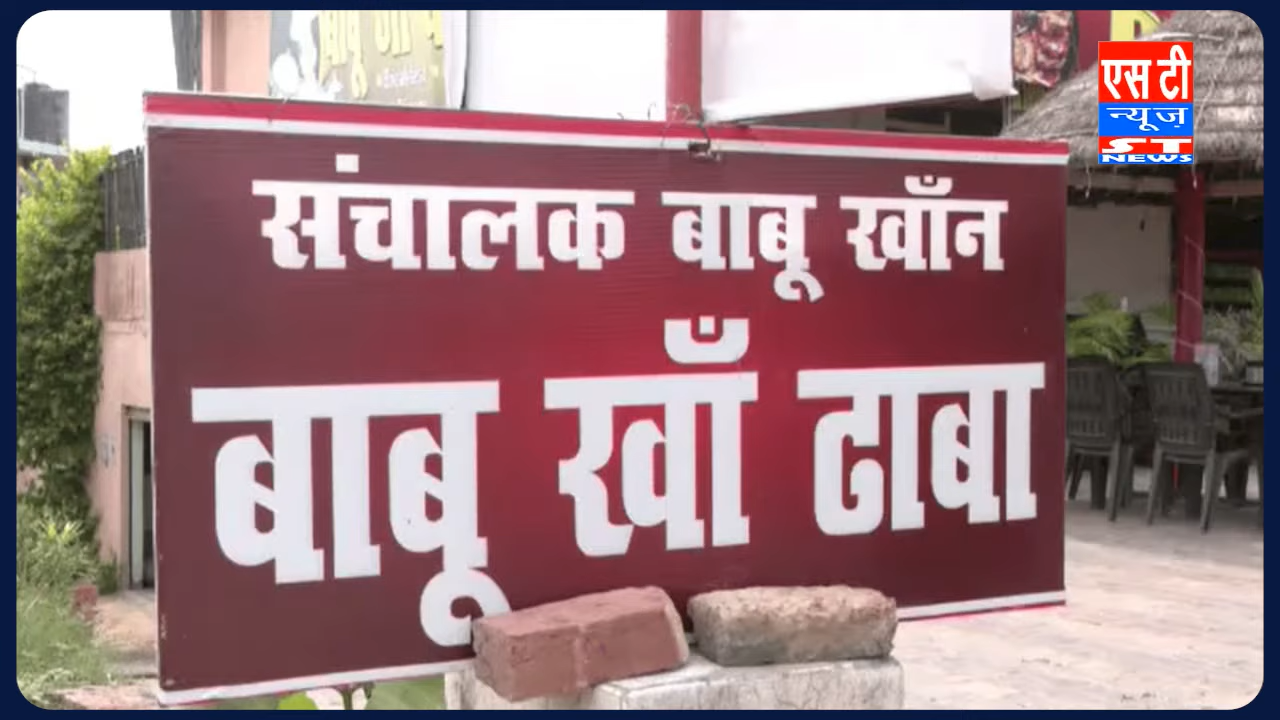 एस टी
न्यूज़
ST
NEWS
संचालक बाबू खाँन
बाबू खाँ ढाबा